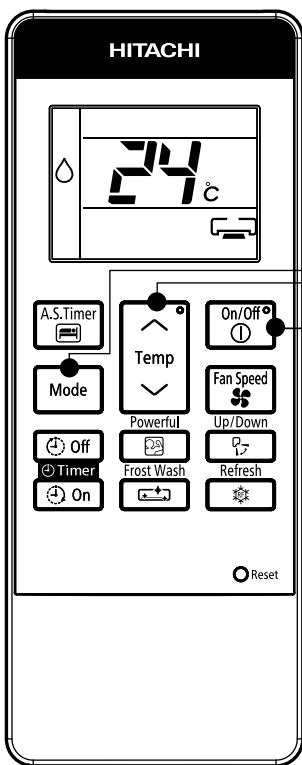 HITACHI
24°C
A.S.Timer
Temp
On/Off
Mode
Fan Speed
Off
Powerful
Up/Down
Timer
Frost Wash
Refresh
On
Reset